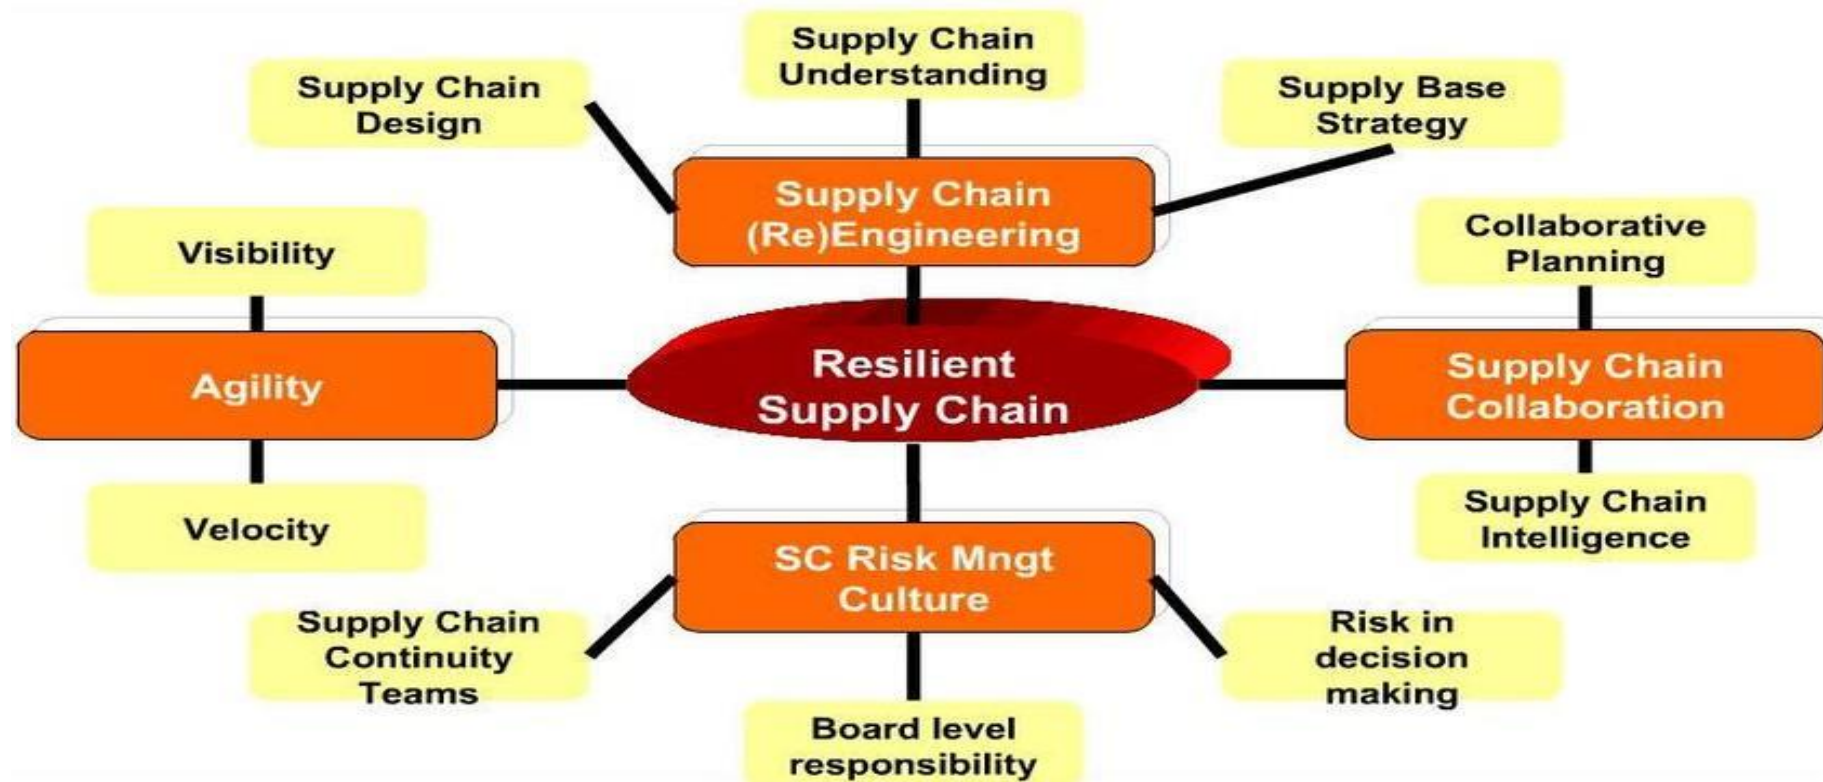 Supply Chain
Understanding
Supply Chain
Design
Supply Base
Strategy
Supply Chain
(Re)Engineering
Visibility
Collaborative
Planning
Agility
Resilient
Supply Chain
Supply Chain
Collaboration
Velocity
Supply Chain
Intelligence
SC Risk Mngt
Culture
Supply Chain
Continuity
Teams
Risk in
decision
making
Board level
responsibility